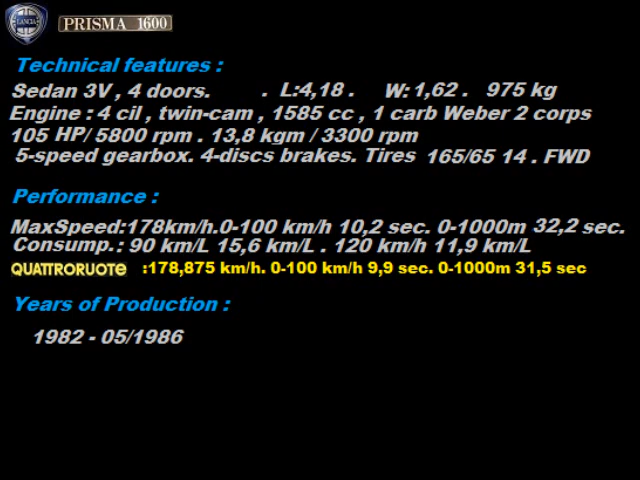 LANCIA PRISMA 1600
Technical features :
Sedan 3V , 4 doors. . L:4,18 . W: 1,62 . 975 kg
Engine : 4 cil , twin-cam , 1585 cc , 1 carb Weber 2 corps
105 HP/ 5800 rpm . 13,8 kgm / 3300 rpm
5-speed gearbox. 4-discs brakes. Tires 165/65 14 . FWD
Performance :
MaxSpeed:178km/h.0-100 km/h 10,2 sec. 0-1000m 32,2 sec.
Consump. : 90 km/L 15,6 km/L . 120 km/h 11,9 km/L
QUATTRORUOTE :178,875 km/h. 0-100 km/h 9,9 sec. 0-1000m 31,5 sec
Years of Production :
1982 - 05/1986